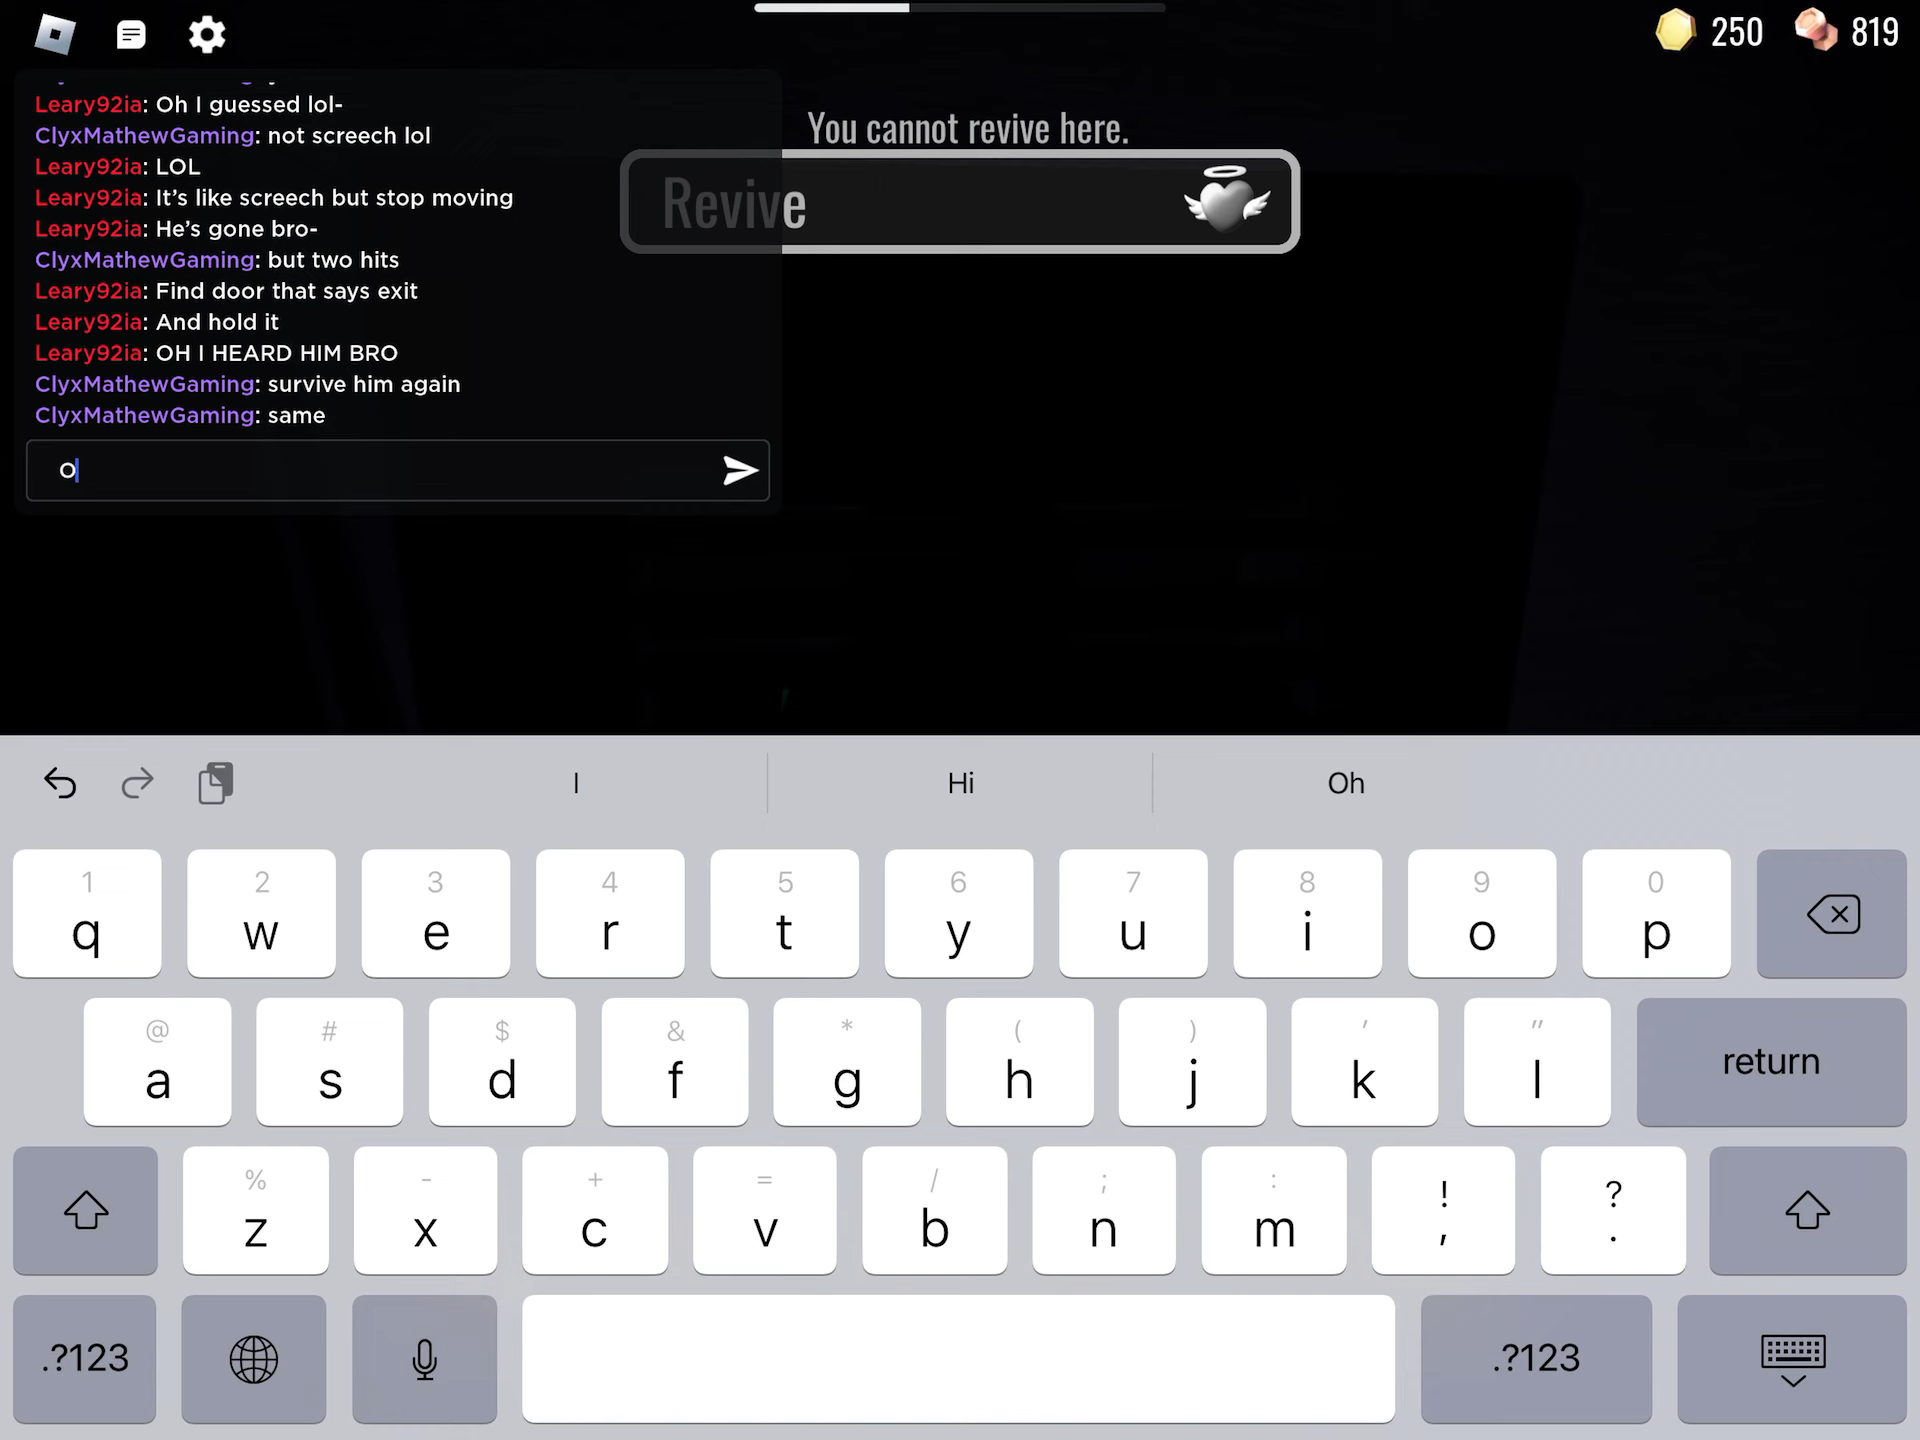 250
819
Leary92ia: Oh I guessed lol-
ClyxMathewGaming: not screech lol
Leary92ia: LOL
Leary92ia: It's like screech but stop moving
Leary92ia: He's gone bro-
ClyxMathewGaming: but two hits
Leary92ia: Find door that says exit
Leary92ia: And hold it
Leary92ia: OH I HEARD HIM BRO
ClyxMathewGaming: survive him again
ClyxMathewGaming: same
o
You cannot revive here.
Revive
I Hi Oh
1 2 3 4 5 6 7 8 9 0
q w e r t y u i o p
@ # $ & * ( ) ' "
a s d f g h j k l return
% - + = / ; : ! ?
z x c v b n m , .
.?123 .?123